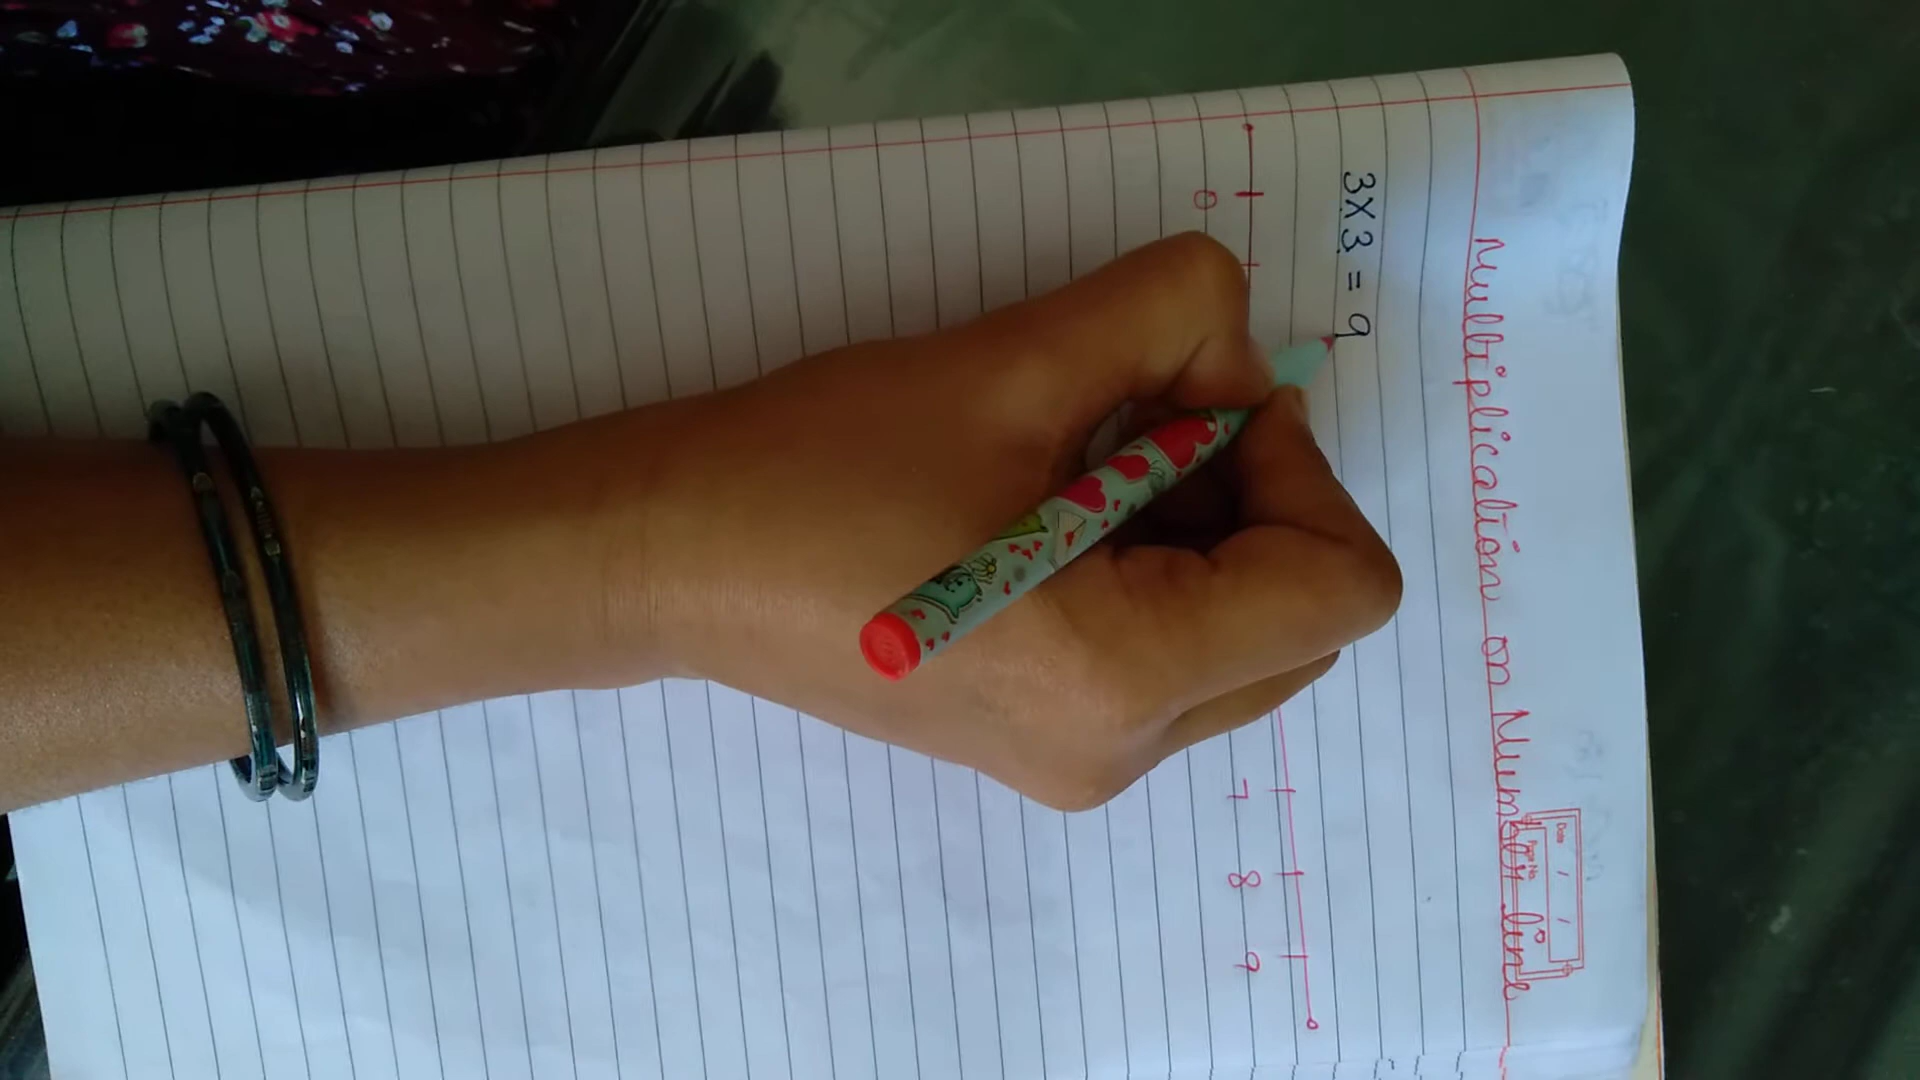 Multiplication on Number line
Date / /
Page No.
3X3 = 9
0 7 8 9